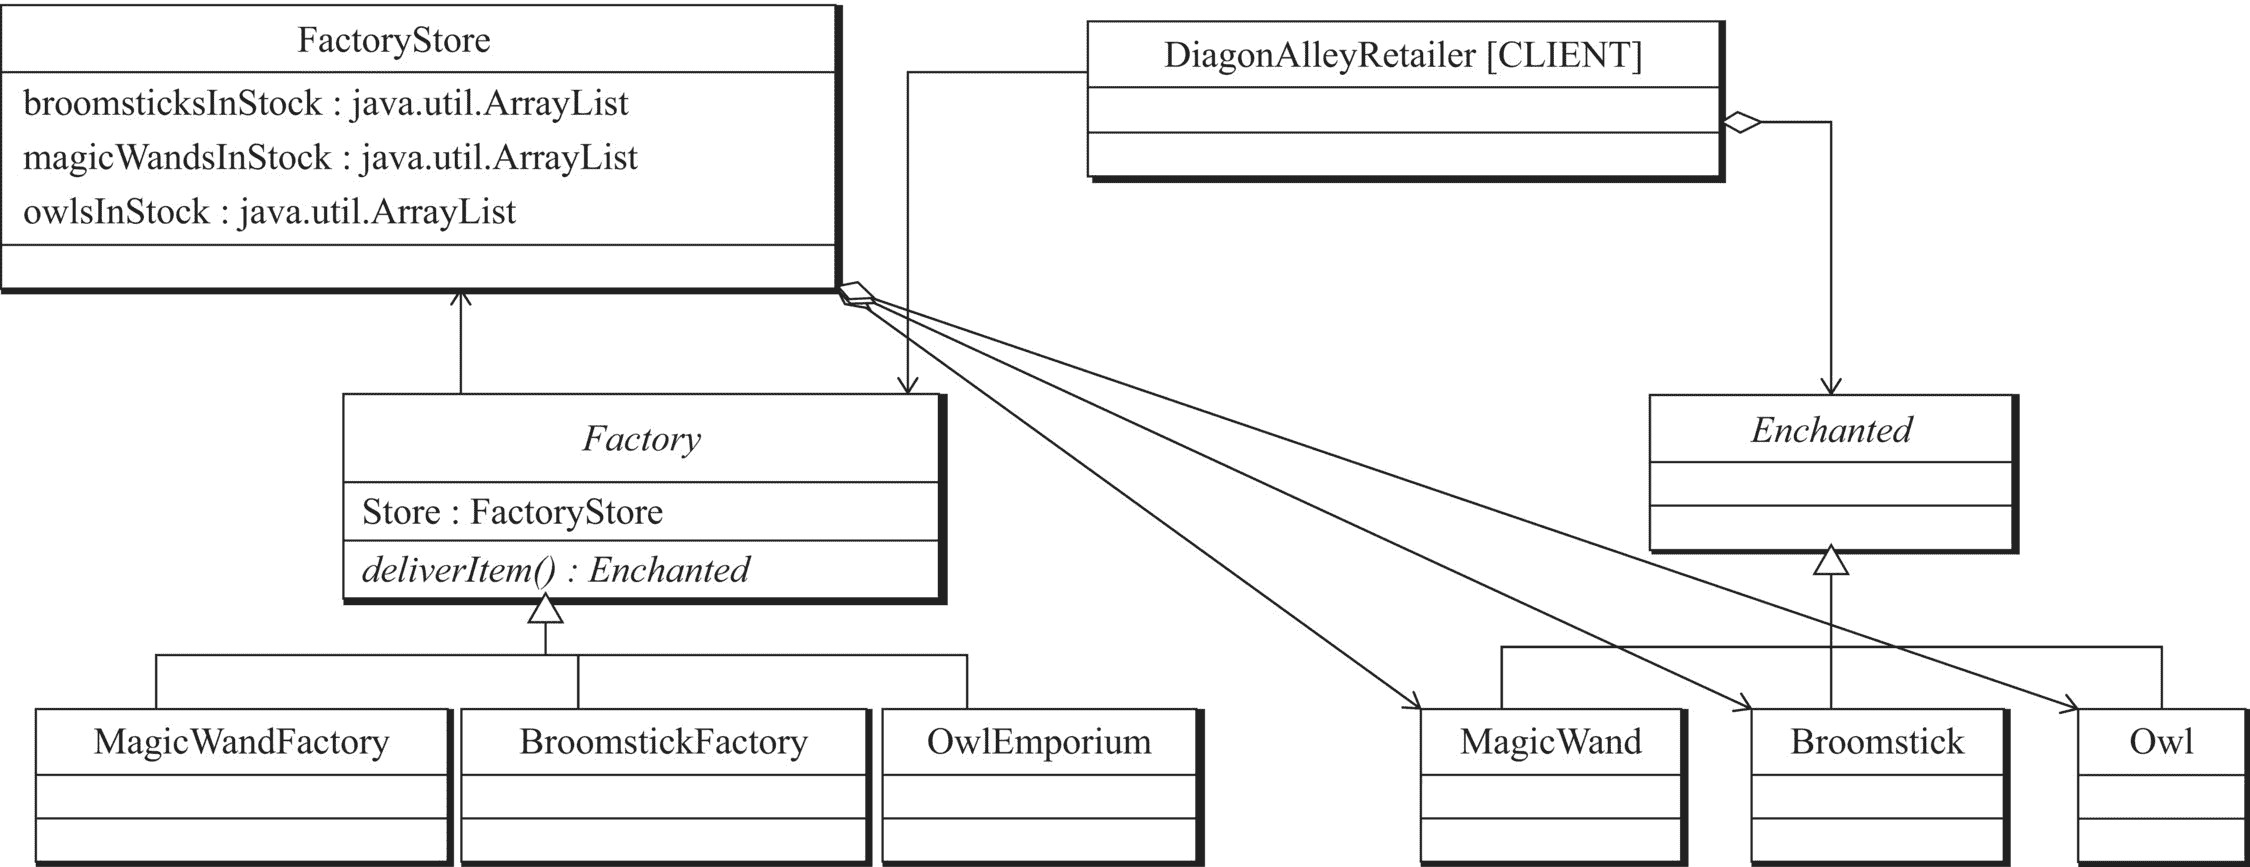 FactoryStore
broomsticksInStock : java.util.ArrayList
magicWandsInStock : java.util.ArrayList
owlsInStock : java.util.ArrayList
DiagonAlleyRetailer [CLIENT]
Factory
Store : FactoryStore
deliverItem() : Enchanted
Enchanted
MagicWandFactory
BroomstickFactory
OwlEmporium
MagicWand
Broomstick
Owl